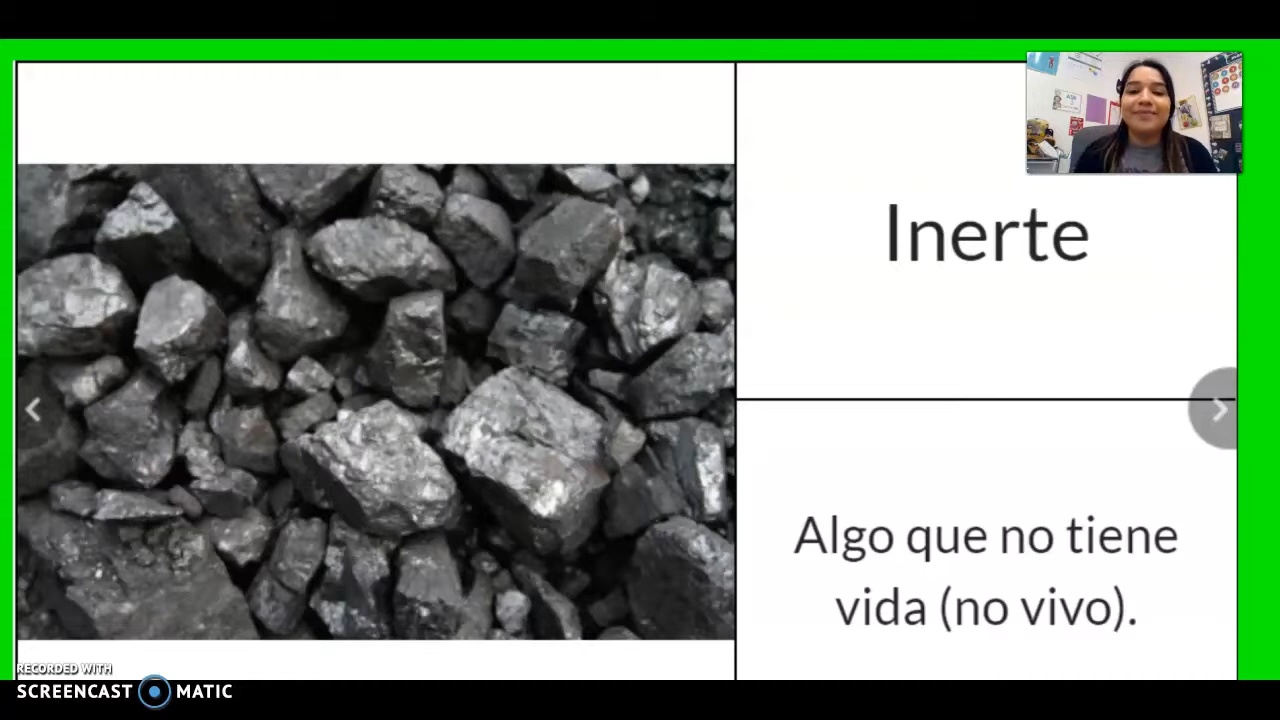 Inerte
Algo que no tiene
vida (no vivo).
RECORDED WITH
SCREENCAST MATIC